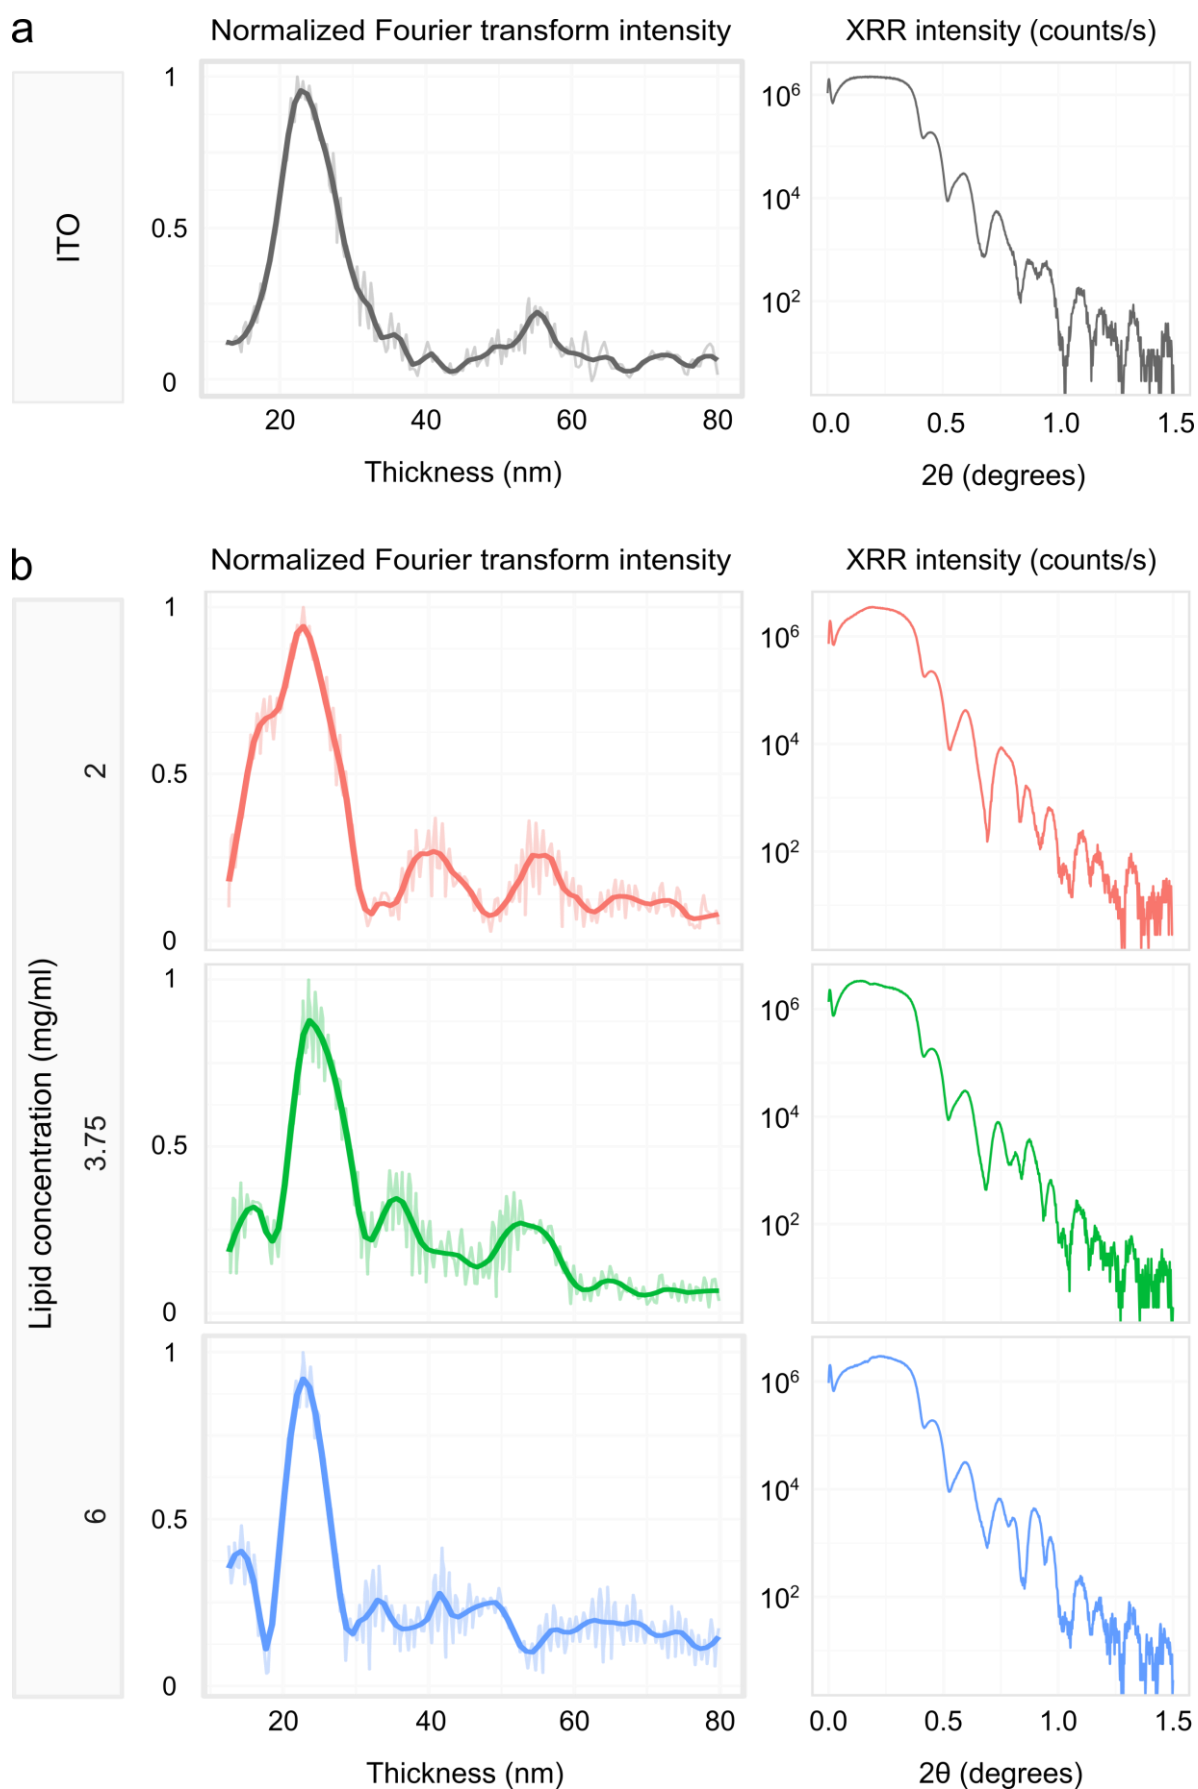 a
Normalized Fourier transform intensity
XRR intensity (counts/s)
ITO
1
0.5
0
20 40 60 80
Thickness (nm)
10⁶
10⁴
10²
0.0 0.5 1.0 1.5
2θ (degrees)
b
Normalized Fourier transform intensity
XRR intensity (counts/s)
Lipid concentration (mg/ml)
2
1
0.5
0
10⁶
10⁴
10²
3.75
1
0.5
0
10⁶
10⁴
10²
6
1
0.5
0
20 40 60 80
Thickness (nm)
10⁶
10⁴
10²
0.0 0.5 1.0 1.5
2θ (degrees)